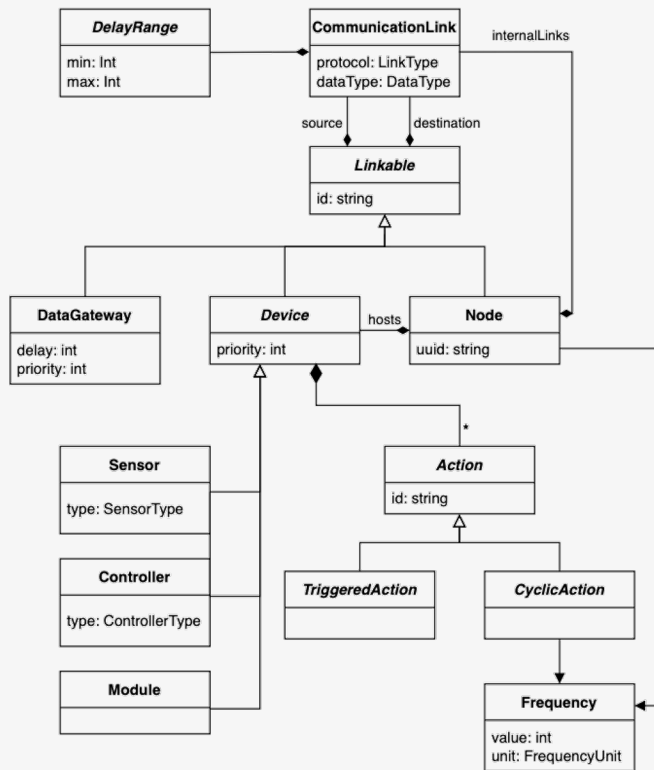 DelayRange
min: Int
max: Int
CommunicationLink
protocol: LinkType
dataType: DataType
internalLinks
source
destination
Linkable
id: string
DataGateway
delay: int
priority: int
Device
priority: int
hosts
Node
uuid: string
*
Sensor
type: SensorType
Action
id: string
Controller
type: ControllerType
TriggeredAction
CyclicAction
Module
Frequency
value: int
unit: FrequencyUnit